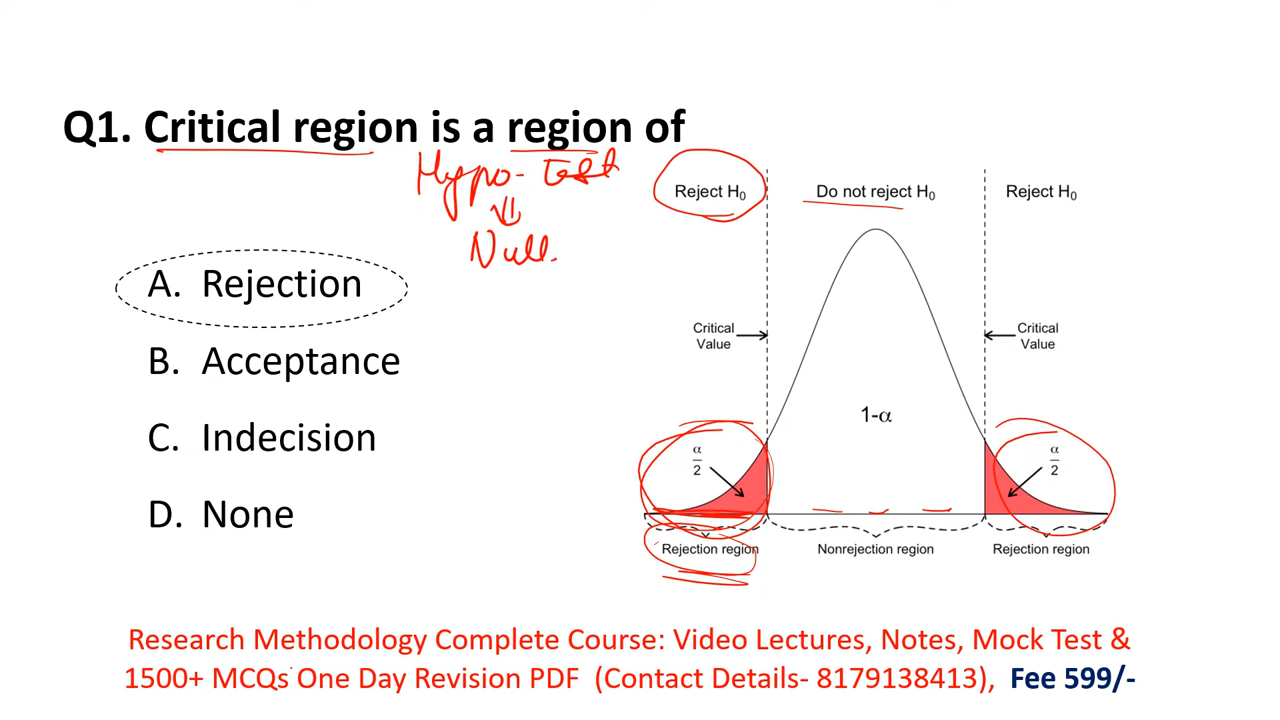 Q1. Critical region is a region of
Hypo- test
Null.
A. Rejection
B. Acceptance
C. Indecision
D. None
Reject H0 Do not reject H0 Reject H0
Critical Value
Critical Value
1-α
α/2
α/2
Rejection region Nonrejection region Rejection region
Research Methodology Complete Course: Video Lectures, Notes, Mock Test &
1500+ MCQs One Day Revision PDF (Contact Details- 8179138413), Fee 599/-